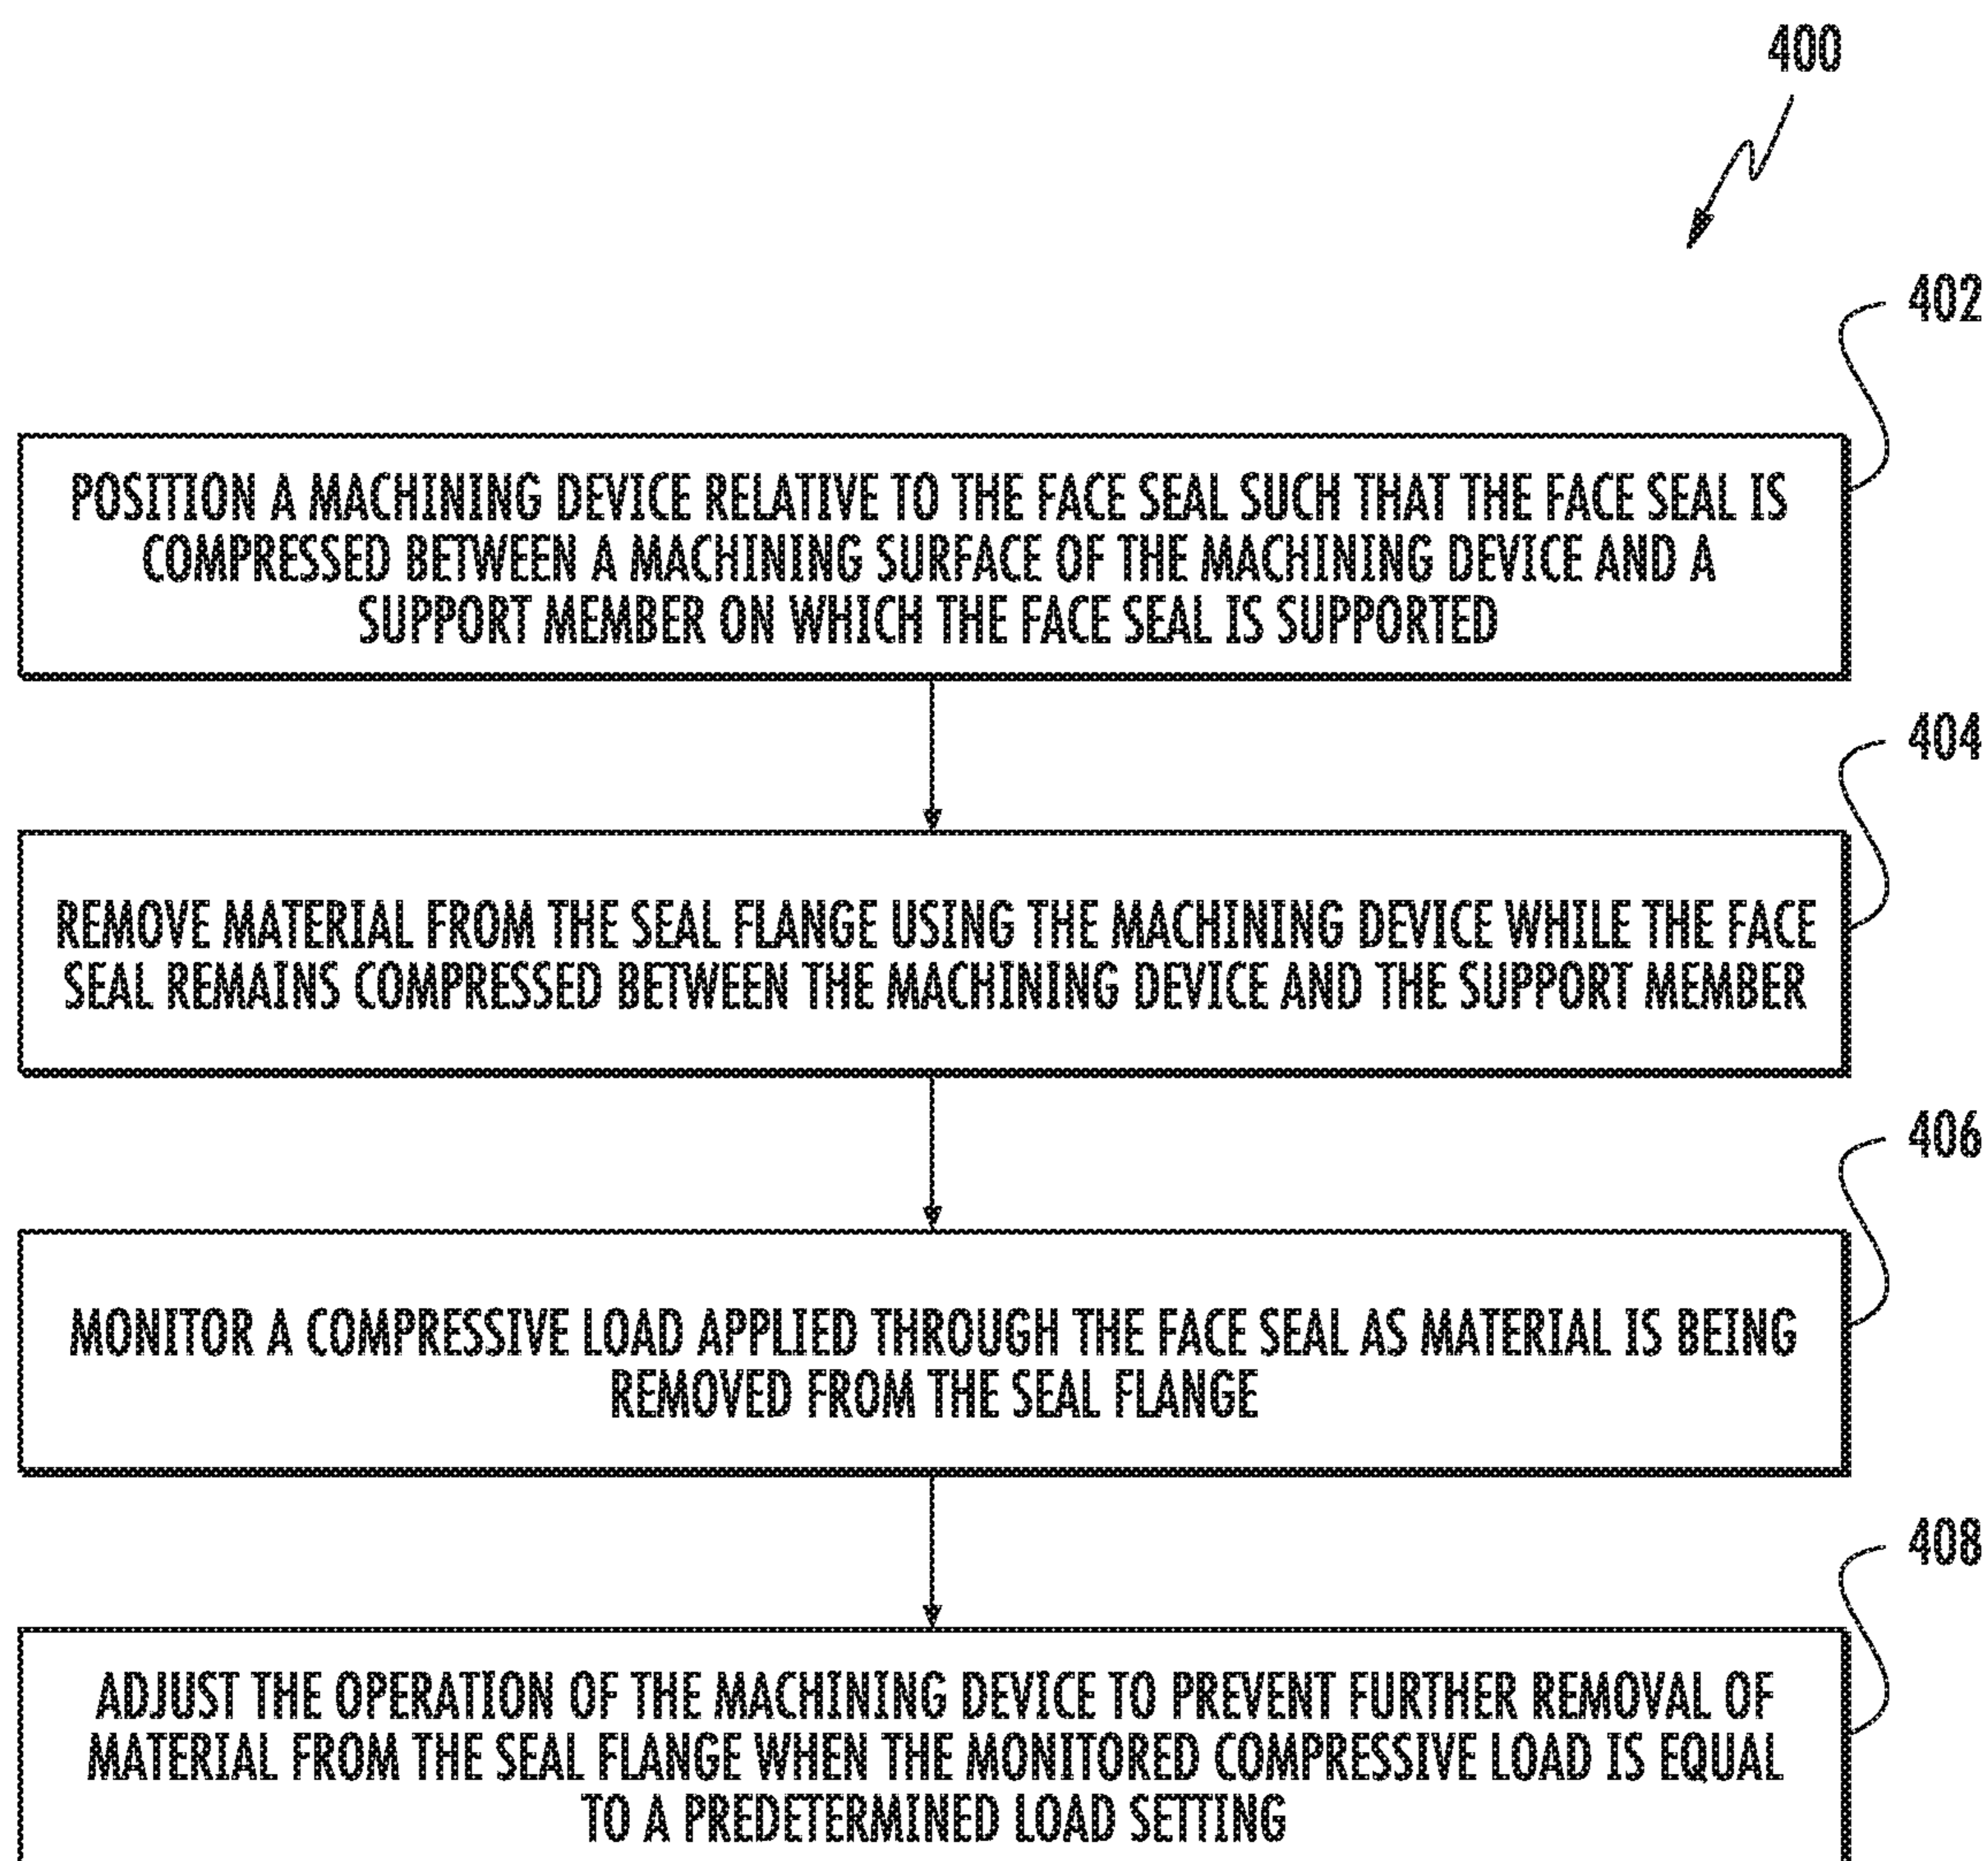 400
402
POSITION A MACHINING DEVICE RELATIVE TO THE FACE SEAL SUCH THAT THE FACE SEAL IS
COMPRESSED BETWEEN A MACHINING SURFACE OF THE MACHINING DEVICE AND A
SUPPORT MEMBER ON WHICH THE FACE SEAL IS SUPPORTED
404
REMOVE MATERIAL FROM THE SEAL FLANGE USING THE MACHINING DEVICE WHILE THE FACE
SEAL REMAINS COMPRESSED BETWEEN THE MACHINING DEVICE AND THE SUPPORT MEMBER
406
MONITOR A COMPRESSIVE LOAD APPLIED THROUGH THE FACE SEAL AS MATERIAL IS BEING
REMOVED FROM THE SEAL FLANGE
408
ADJUST THE OPERATION OF THE MACHINING DEVICE TO PREVENT FURTHER REMOVAL OF
MATERIAL FROM THE SEAL FLANGE WHEN THE MONITORED COMPRESSIVE LOAD IS EQUAL
TO A PREDETERMINED LOAD SETTING